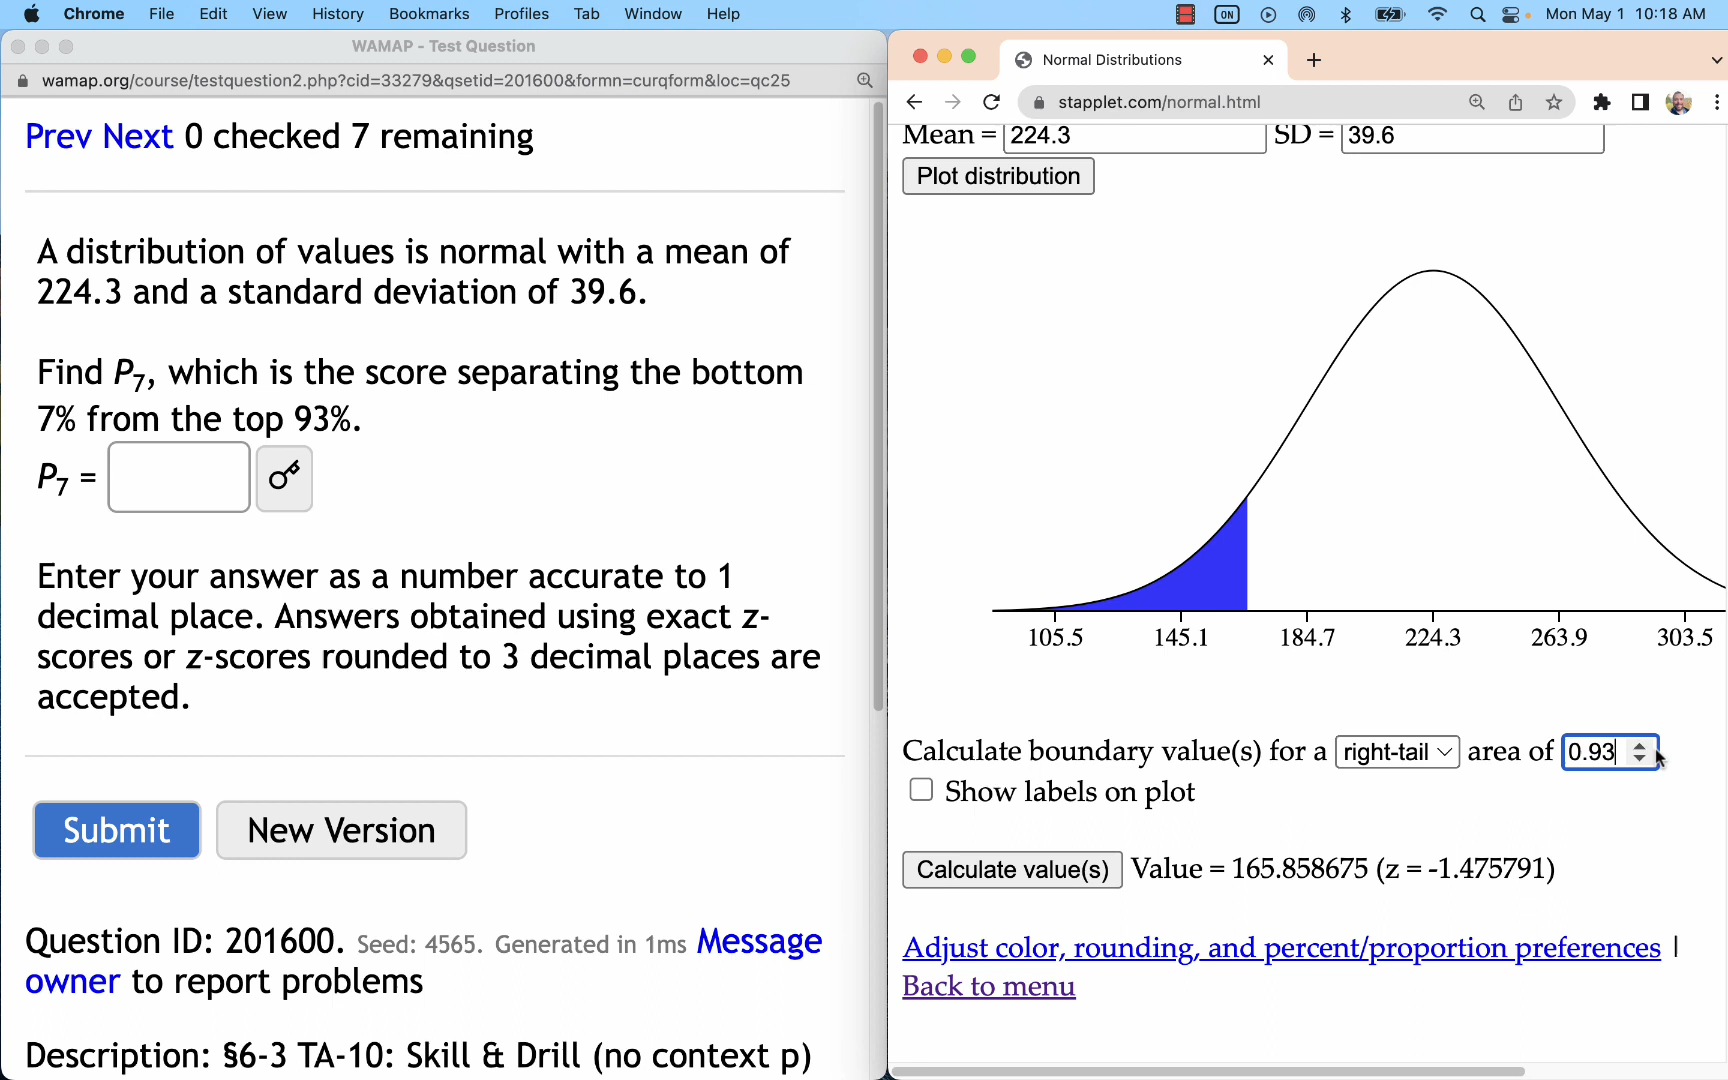 Chrome File Edit View History Bookmarks Profiles Tab Window Help ON Mon May 1 10:18 AM
WAMAP - Test Question
wamap.org/course/testquestion2.php?cid=33279&qsetid=201600&formn=curqform&loc=qc25
Prev Next 0 checked 7 remaining
A distribution of values is normal with a mean of
224.3 and a standard deviation of 39.6.
Find P7, which is the score separating the bottom
7% from the top 93%.
P7 =
Enter your answer as a number accurate to 1
decimal place. Answers obtained using exact z-
scores or z-scores rounded to 3 decimal places are
accepted.
Submit New Version
Question ID: 201600. Seed: 4565. Generated in 1ms Message
owner to report problems
Description: §6-3 TA-10: Skill & Drill (no context p)
Normal Distributions
stapplet.com/normal.html
Mean = 224.3 SD = 39.6
Plot distribution
105.5 145.1 184.7 224.3 263.9 303.5
Calculate boundary value(s) for a right-tail area of 0.93
Show labels on plot
Calculate value(s) Value = 165.858675 (z = -1.475791)
Adjust color, rounding, and percent/proportion preferences |
Back to menu